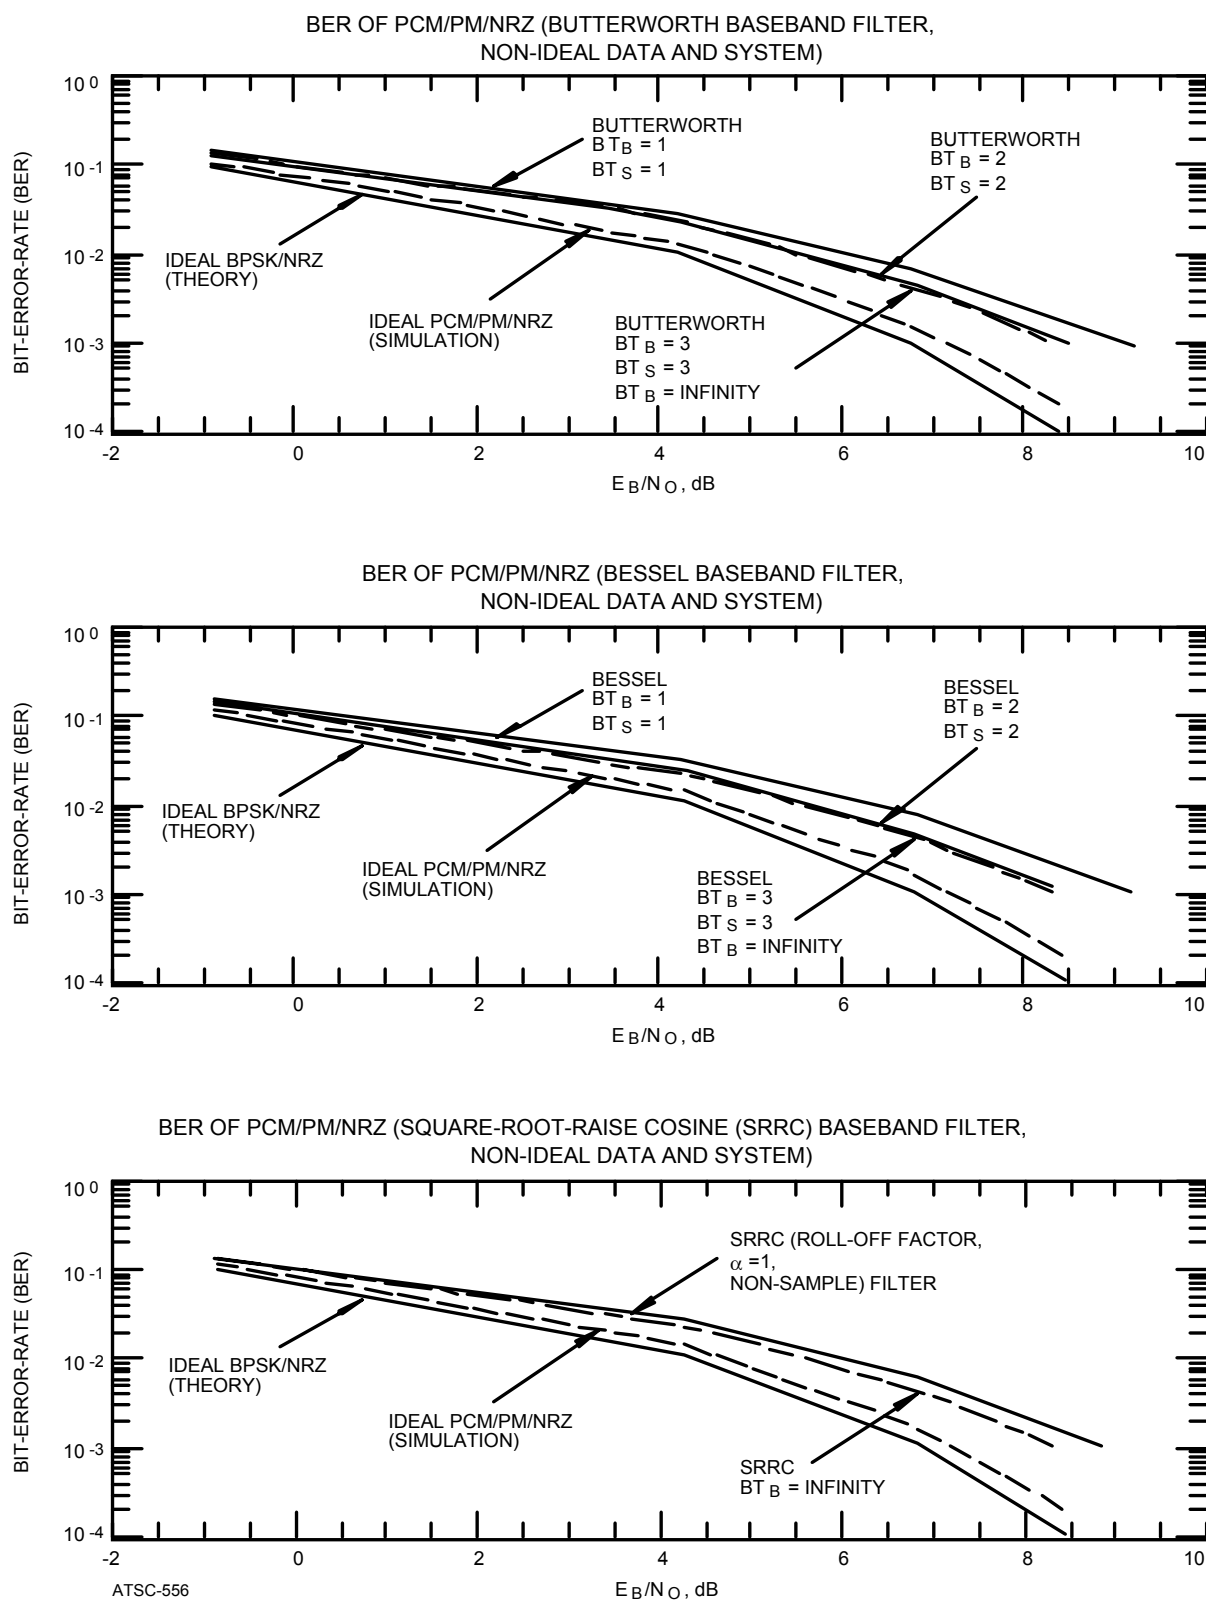 BER OF PCM/PM/NRZ (BUTTERWORTH BASEBAND FILTER,
NON-IDEAL DATA AND SYSTEM)
BIT-ERROR-RATE (BER)
10 0
10 -1
10 -2
10 -3
10 -4
BUTTERWORTH
BT B = 1
BT S = 1
BUTTERWORTH
BT B = 2
BT S = 2
IDEAL BPSK/NRZ
(THEORY)
IDEAL PCM/PM/NRZ
(SIMULATION)
BUTTERWORTH
BT B = 3
BT S = 3
BT B = INFINITY
-2 0 2 4 6 8 10
E B/N O , dB
BER OF PCM/PM/NRZ (BESSEL BASEBAND FILTER,
NON-IDEAL DATA AND SYSTEM)
BIT-ERROR-RATE (BER)
10 0
10 -1
10 -2
10 -3
10 -4
BESSEL
BT B = 1
BT S = 1
BESSEL
BT B = 2
BT S = 2
IDEAL BPSK/NRZ
(THEORY)
IDEAL PCM/PM/NRZ
(SIMULATION)
BESSEL
BT B = 3
BT S = 3
BT B = INFINITY
-2 0 2 4 6 8 10
E B/N O , dB
BER OF PCM/PM/NRZ (SQUARE-ROOT-RAISE COSINE (SRRC) BASEBAND FILTER,
NON-IDEAL DATA AND SYSTEM)
BIT-ERROR-RATE (BER)
10 0
10 -1
10 -2
10 -3
10 -4
SRRC (ROLL-OFF FACTOR,
α =1,
NON-SAMPLE) FILTER
IDEAL BPSK/NRZ
(THEORY)
IDEAL PCM/PM/NRZ
(SIMULATION)
SRRC
BT B = INFINITY
-2 0 2 4 6 8 10
E B/N O , dB
ATSC-556